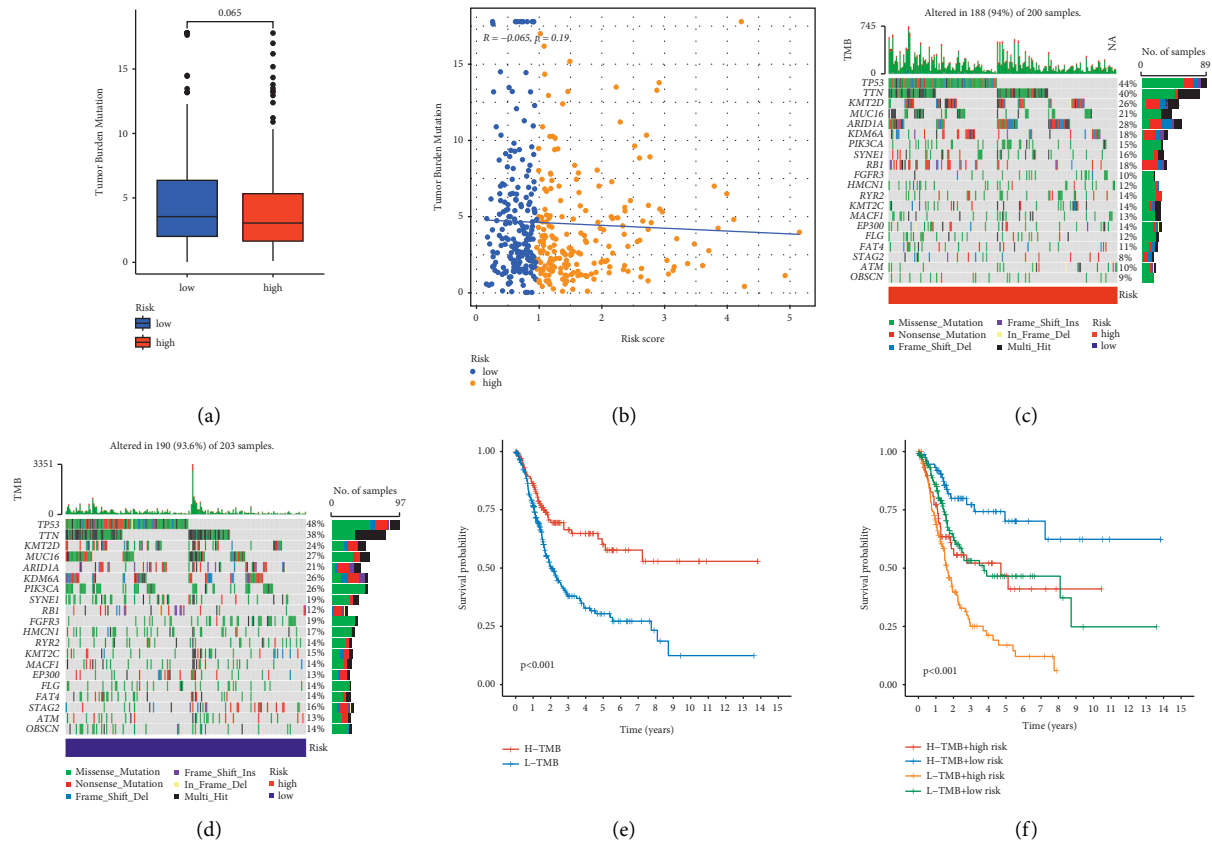 0.065
15
10
5
0
Tumor Burden Mutation
low
high
Risk
low
high
(a)
R = −0.065, p = 0.19
15
10
5
0
Tumor Burden Mutation
0 1 2 3 4 5
Risk score
Risk
low
high
(b)
Altered in 188 (94%) of 200 samples.
745
0
TMB
NA
No. of samples
0 89
TP53 44%
TTN 40%
KMT2D 26%
MUC16 21%
ARID1A 28%
KDM6A 18%
PIK3CA 15%
SYNE1 16%
RB1 18%
FGFR3 10%
HMCN1 12%
RYR2 14%
KMT2C 14%
MACF1 13%
EP300 14%
FLG 12%
FAT4 11%
STAG2 8%
ATM 10%
OBSCN 9%
Risk
Missense_Mutation Frame_Shift_Ins Risk
Nonsense_Mutation In_Frame_Del high
Frame_Shift_Del Multi_Hit low
(c)
Altered in 190 (93.6%) of 203 samples.
3351
0
TMB
No. of samples
0 97
TP53 48%
TTN 38%
KMT2D 24%
MUC16 27%
ARID1A 21%
KDM6A 26%
PIK3CA 26%
SYNE1 19%
RB1 12%
FGFR3 19%
HMCN1 17%
RYR2 14%
KMT2C 15%
MACF1 14%
EP300 13%
FLG 14%
FAT4 14%
STAG2 16%
ATM 13%
OBSCN 14%
Risk
Missense_Mutation Frame_Shift_Ins Risk
Nonsense_Mutation In_Frame_Del high
Frame_Shift_Del Multi_Hit low
(d)
1.00
0.75
0.50
0.25
0.00
Survival probability
p<0.001
0 1 2 3 4 5 6 7 8 9 10 11 12 13 14 15
Time (years)
H−TMB
L−TMB
(e)
1.00
0.75
0.50
0.25
0.00
Survival probability
p<0.001
0 1 2 3 4 5 6 7 8 9 10 11 12 13 14 15
Time (years)
H−TMB+high risk
H−TMB+low risk
L−TMB+high risk
L−TMB+low risk
(f)